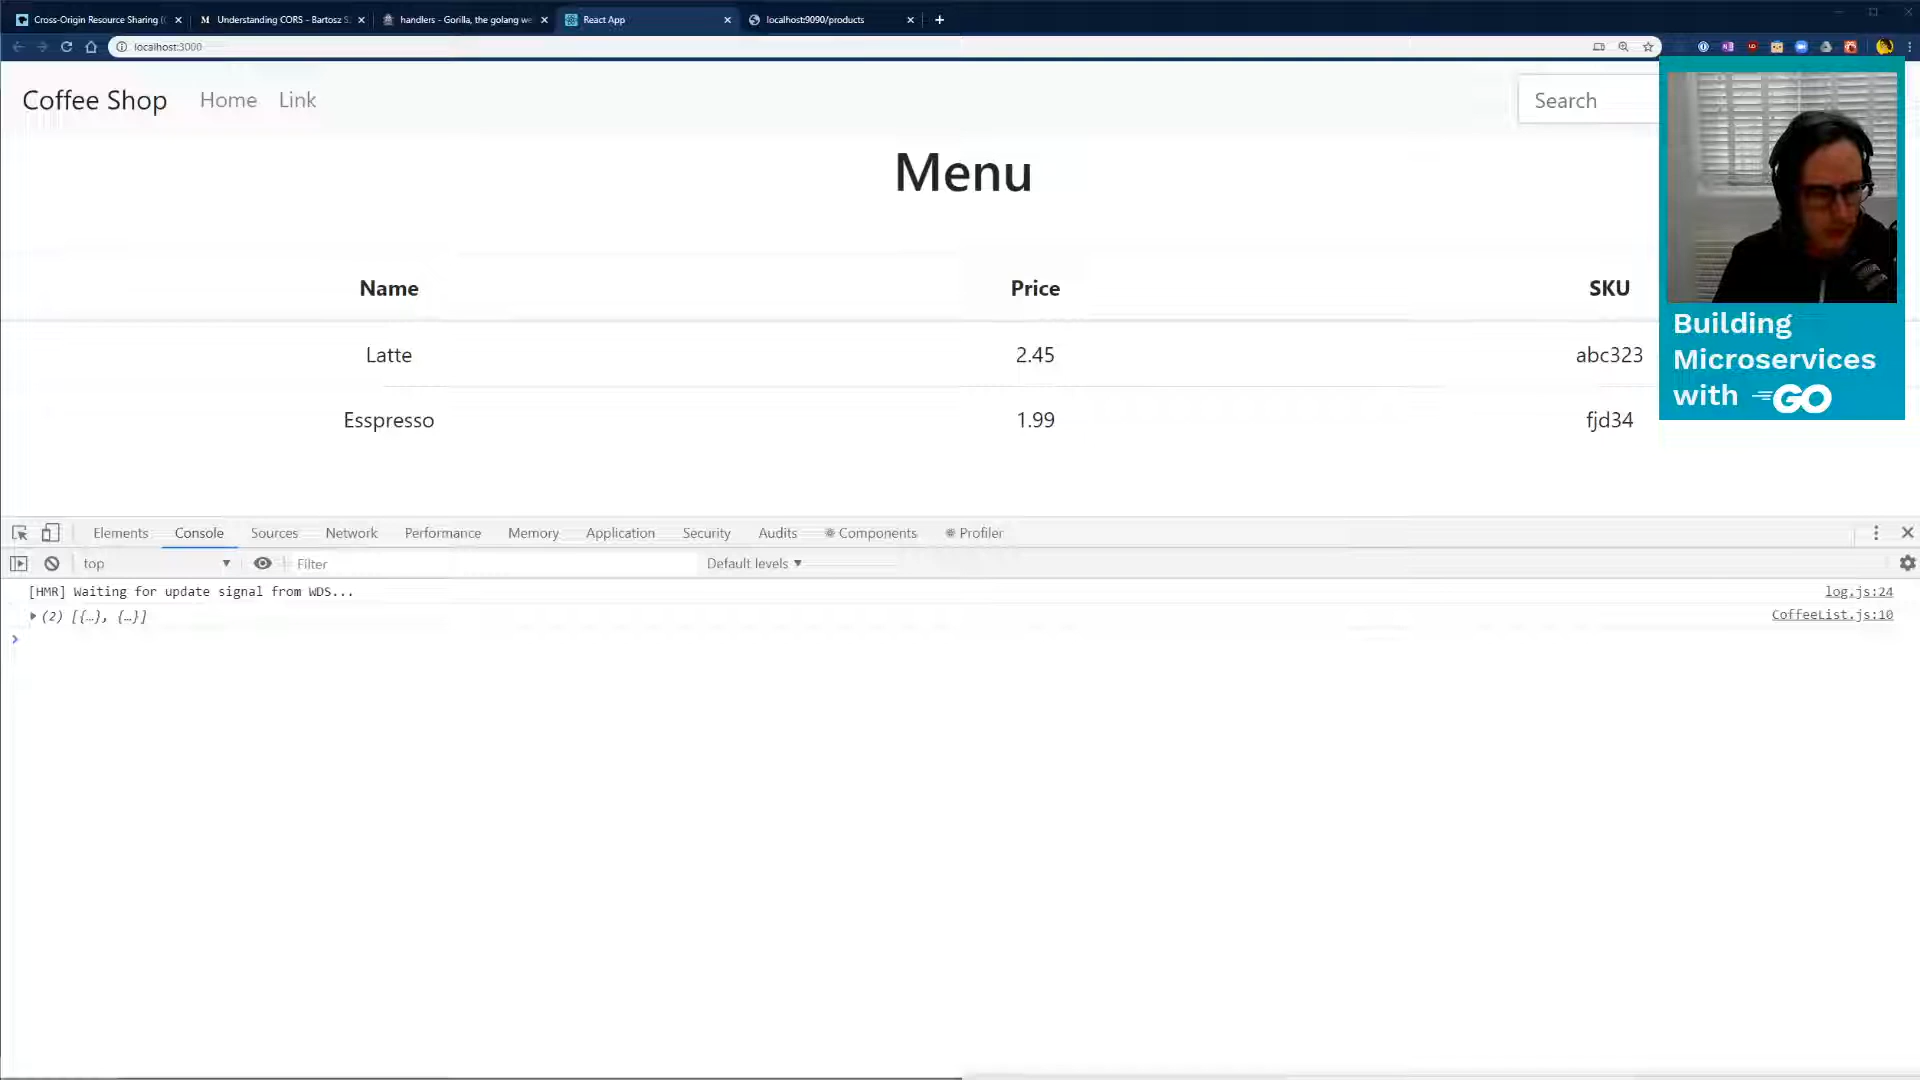 Cross-Origin Resource Sharing (
Understanding CORS - Bartosz S
handlers - Gorilla, the golang we
React App
localhost:9090/products
localhost:3000
Coffee Shop
Home
Link
Search
Menu
Name Price SKU
Latte 2.45 abc323
Esspresso 1.99 fjd34
Building
Microservices
with GO
Elements Console Sources Network Performance Memory Application Security Audits Components Profiler
top Filter Default levels
[HMR] Waiting for update signal from WDS... log.js:24
(2) [{…}, {…}] CoffeeList.js:10